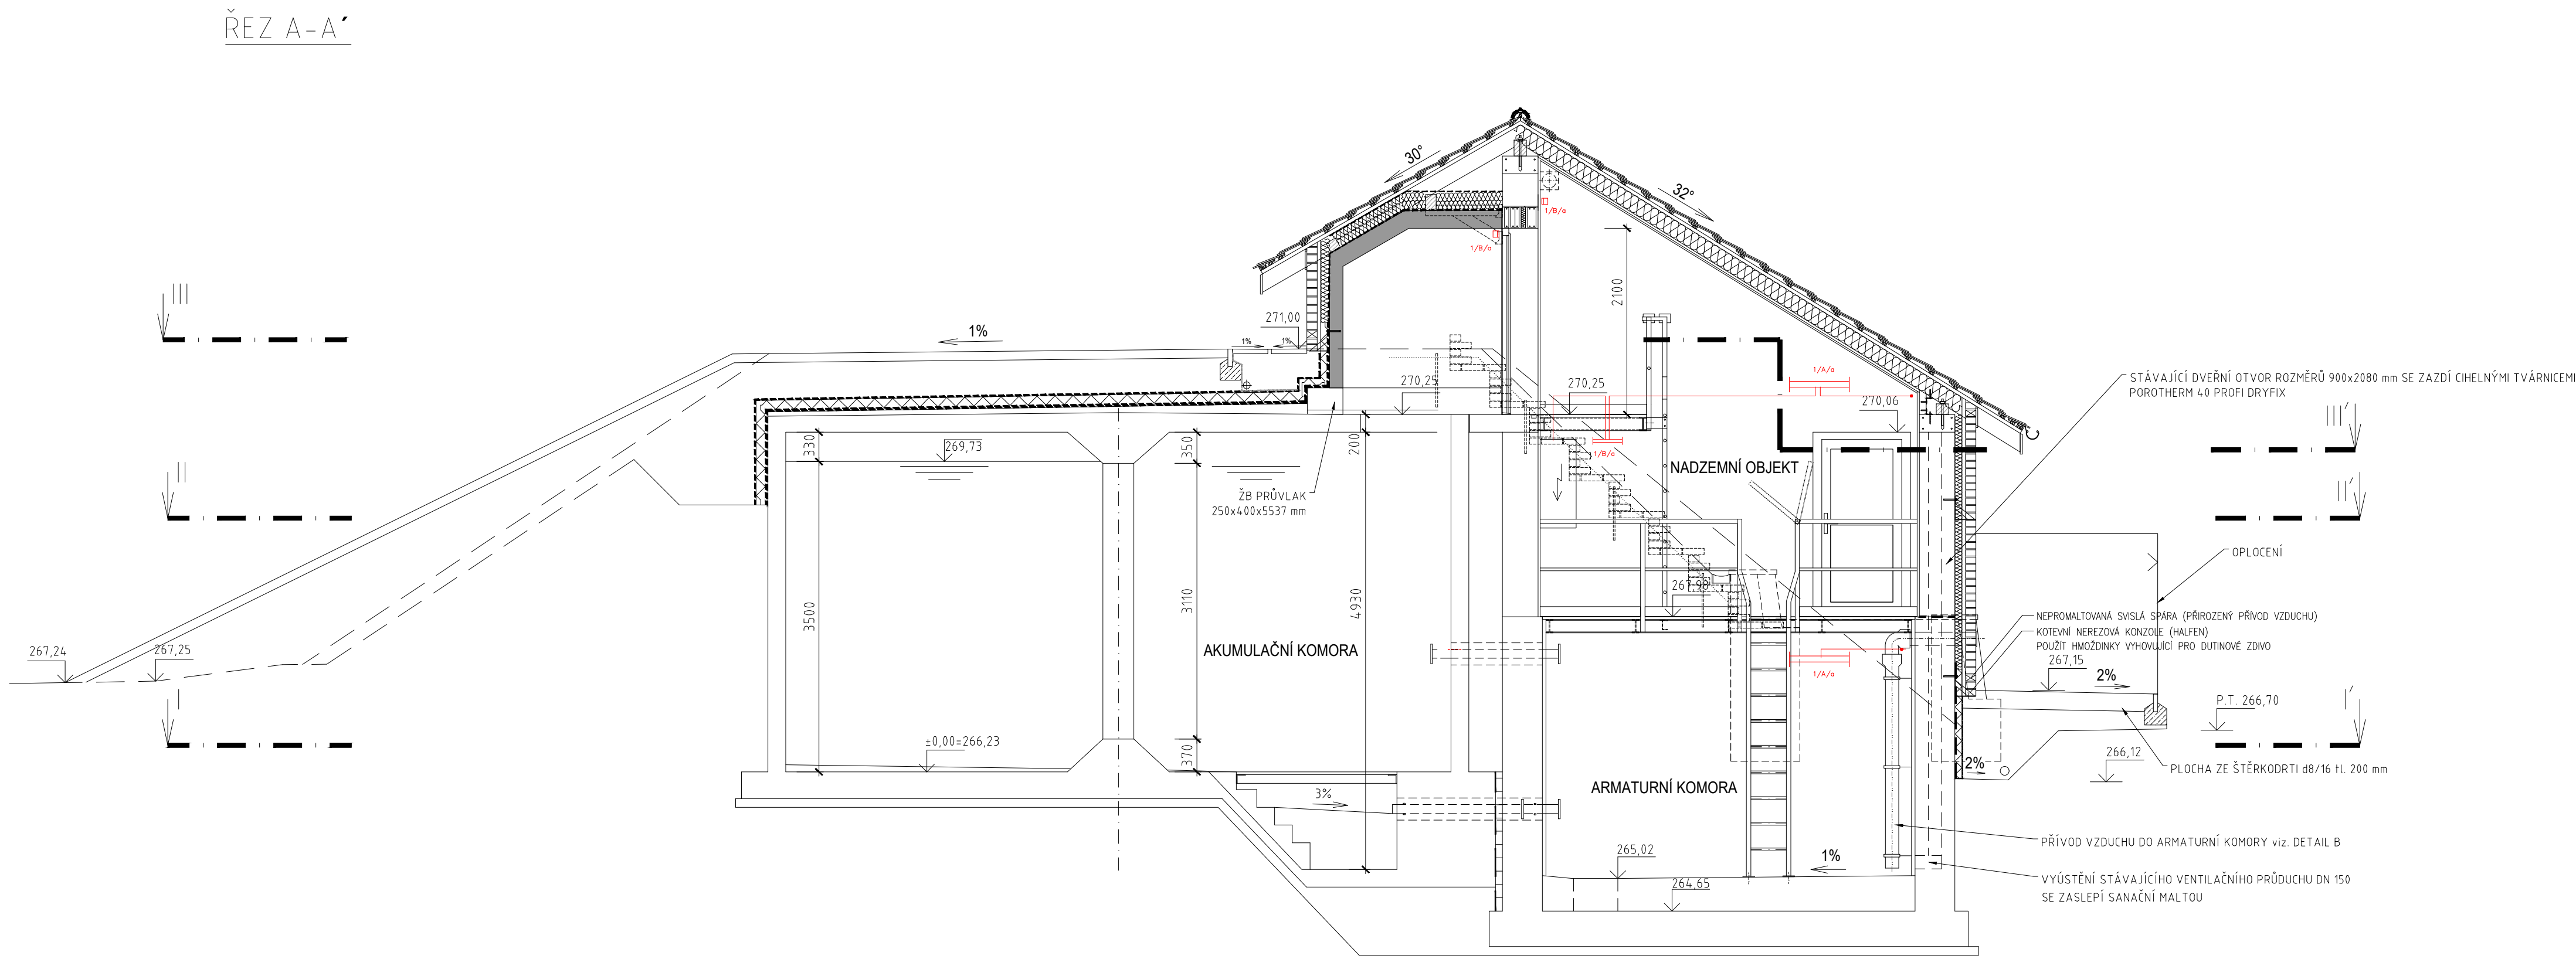 ŘEZ A-A´
30°
32°
1/B/a
1/B/a
III
2100
271,00
1%
1%
1%
1/A/a
STÁVAJÍCÍ DVEŘNÍ OTVOR ROZMĚRŮ 900x2080 mm SE ZAZDÍ CIHELNÝMI TVÁRNICEMI
POROTHERM 40 PROFI DRYFIX
270,25
270,25
270,06
III´
330
269,73
350
200
1/B/a
NADZEMNÍ OBJEKT
II
II´
ŽB PRŮVLAK
250x400x5537 mm
OPLOCENÍ
3500
3110
4930
267,98
NEPROMALTOVANÁ SVISLÁ SPÁRA (PŘIROZENÝ PŘÍVOD VZDUCHU)
KOTEVNÍ NEREZOVÁ KONZOLE (HALFEN)
POUŽÍT HMOŽDINKY VYHOVUJÍCÍ PRO DUTINOVÉ ZDIVO
267,24
267,25
AKUMULAČNÍ KOMORA
267,15
2%
1/A/a
I
P.T. 266,70
I´
±0,00=266,23
370
266,12
2%
PLOCHA ZE ŠTĚRKODRTI d8/16 tl. 200 mm
3%
ARMATURNÍ KOMORA
PŘÍVOD VZDUCHU DO ARMATURNÍ KOMORY viz. DETAIL B
265,02
1%
264,65
VYÚSTĚNÍ STÁVAJÍCÍHO VENTILAČNÍHO PRŮDUCHU DN 150
SE ZASLEPÍ SANAČNÍ MALTOU